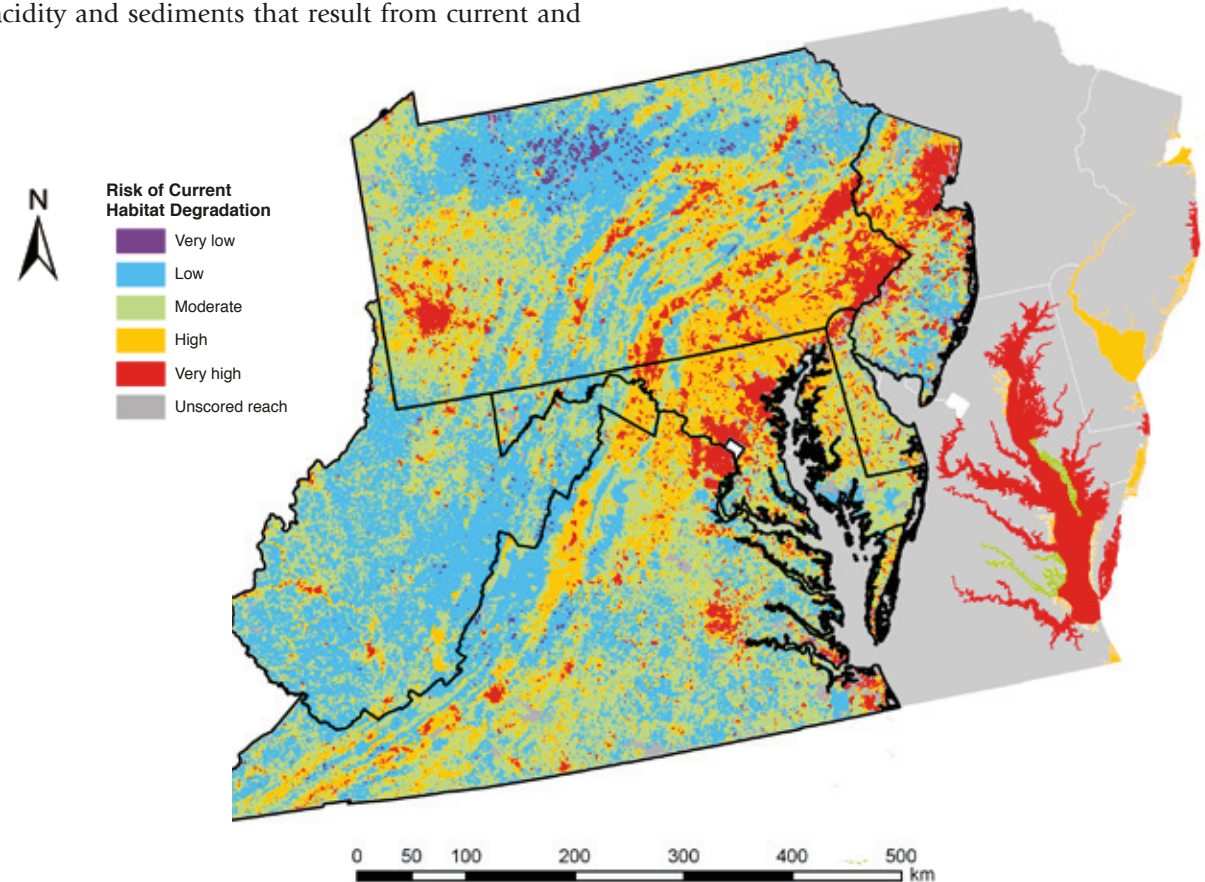 acidity and sediments that result from current and
N
Risk of Current
Habitat Degradation
Very low
Low
Moderate
High
Very high
Unscored reach
0 50 100 200 300 400 500
km